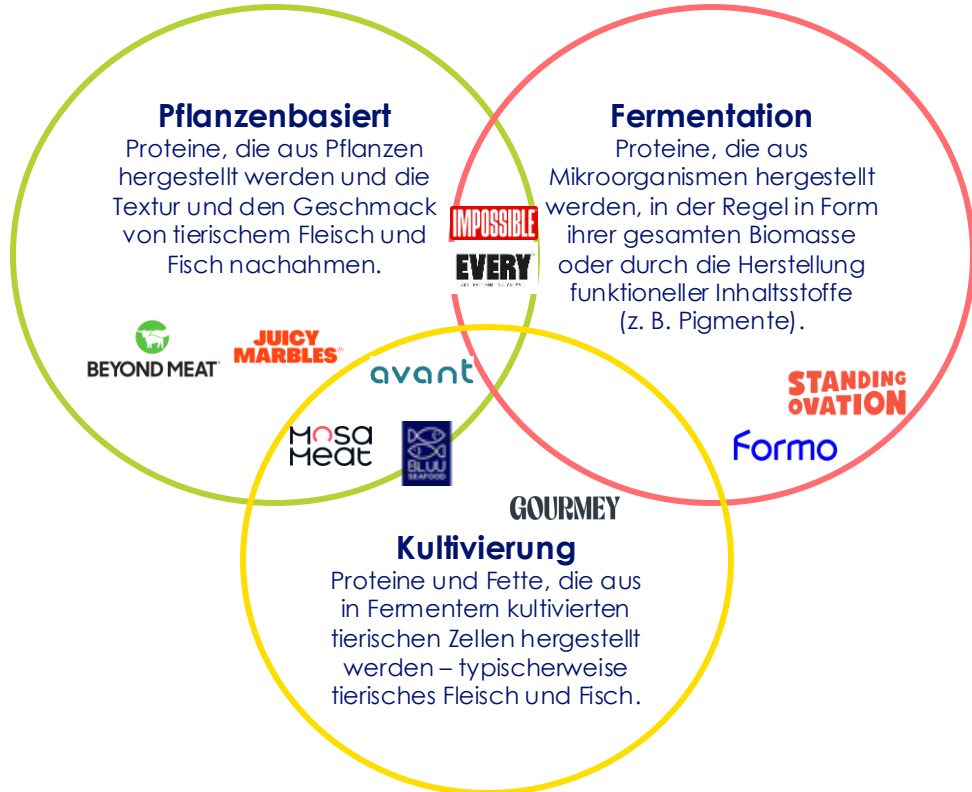 Pflanzenbasiert
Proteine, die aus Pflanzen
hergestellt werden und die
Textur und den Geschmack
von tierischem Fleisch und
Fisch nachahmen.
Fermentation
Proteine, die aus
Mikroorganismen hergestellt
werden, in der Regel in Form
ihrer gesamten Biomasse
oder durch die Herstellung
funktioneller Inhaltsstoffe
(z. B. Pigmente).
IMPOSSIBLE
EVERY
BEYOND MEAT
JUICY
MARBLES
avant
Mosa
Meat
BLUU
SEAFOOD
STANDING
OVATION
Formo
GOURMEY
Kultivierung
Proteine und Fette, die aus
in Fermentern kultivierten
tierischen Zellen hergestellt
werden – typischerweise
tierisches Fleisch und Fisch.